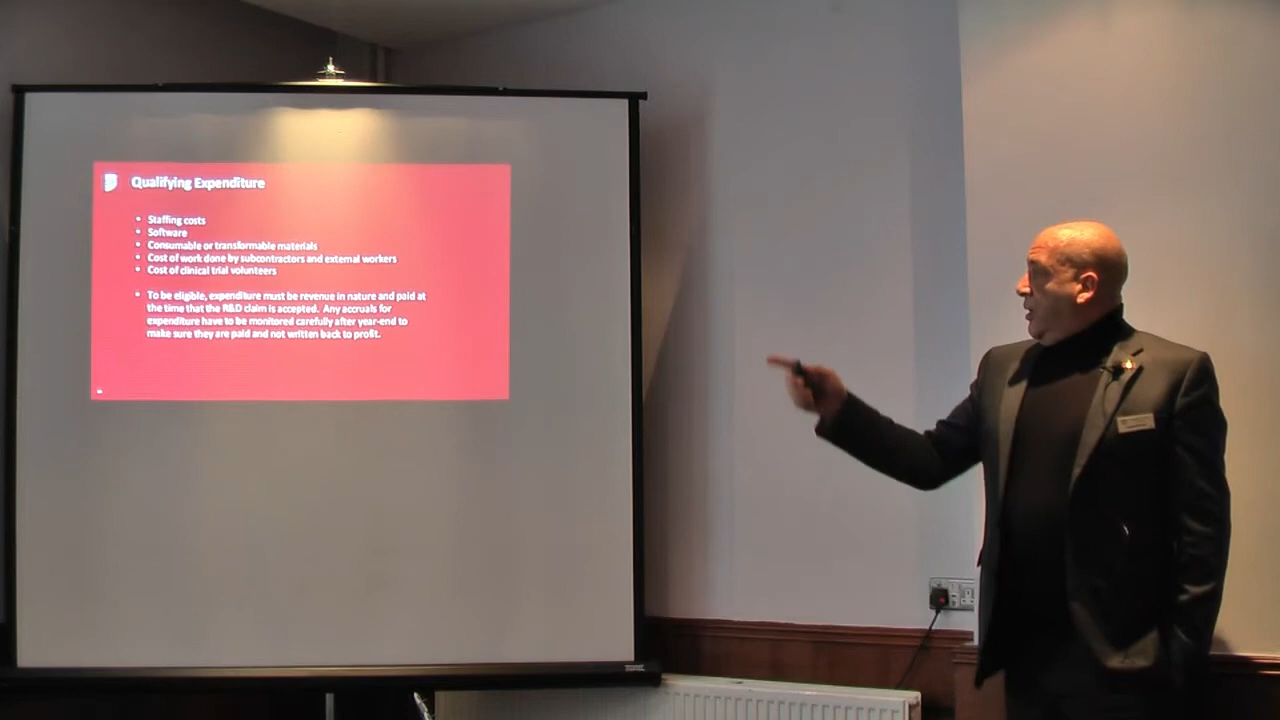 Qualifying Expenditure
• Staffing costs
• Software
• Consumable or transformable materials
• Cost of work done by subcontractors and external workers
• Cost of clinical trial volunteers
• To be eligible, expenditure must be revenue in nature and paid at
the time that the R&D claim is accepted. Any accruals for
expenditure have to be monitored carefully after year-end to
make sure they are paid and not written back to profit.